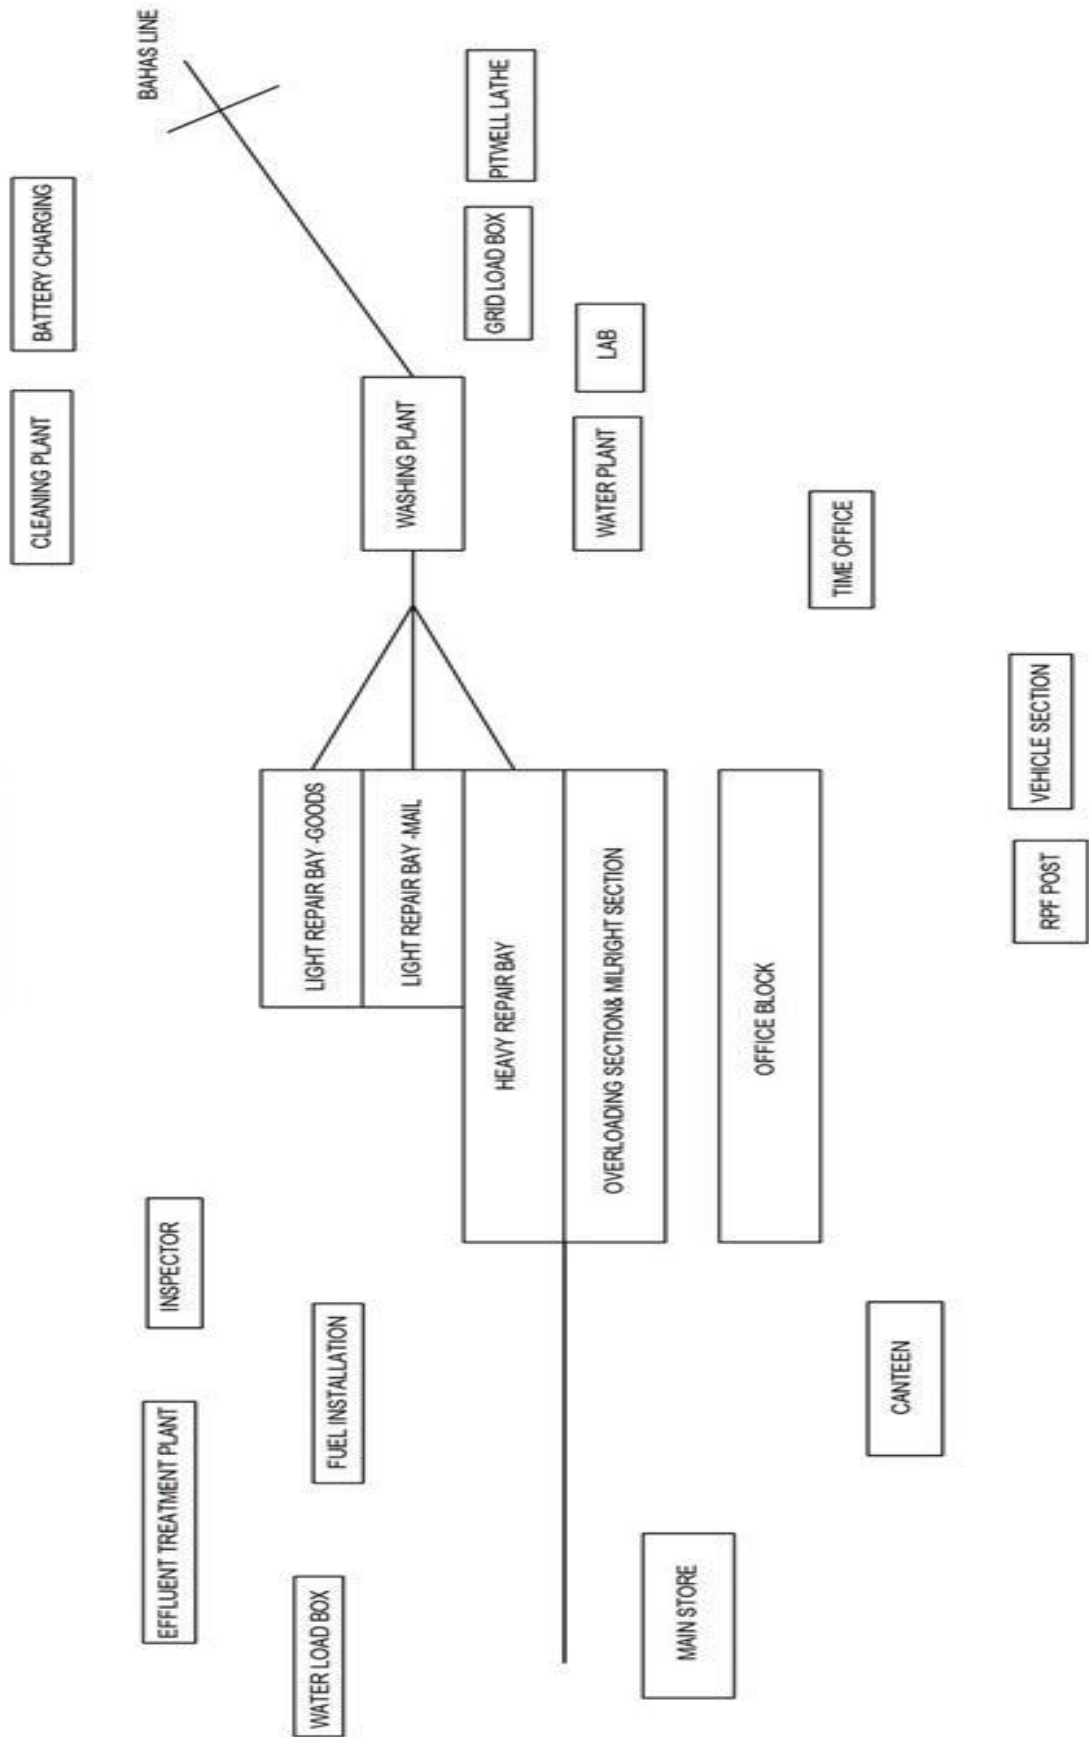 EFFLUENT TREATMENT PLANT
INSPECTOR
CLEANING PLANT
BATTERY CHARGING
BAHAS LINE
WATER LOAD BOX
FUEL INSTALLATION
LIGHT REPAIR BAY -GOODS
LIGHT REPAIR BAY -MAIL
WASHING PLANT
HEAVY REPAIR BAY
GRID LOAD BOX
PITWELL LATHE
OVERLOADING SECTION& MILRIGHT SECTION
WATER PLANT
LAB
MAIN STORE
OFFICE BLOCK
TIME OFFICE
CANTEEN
RPF POST
VEHICLE SECTION